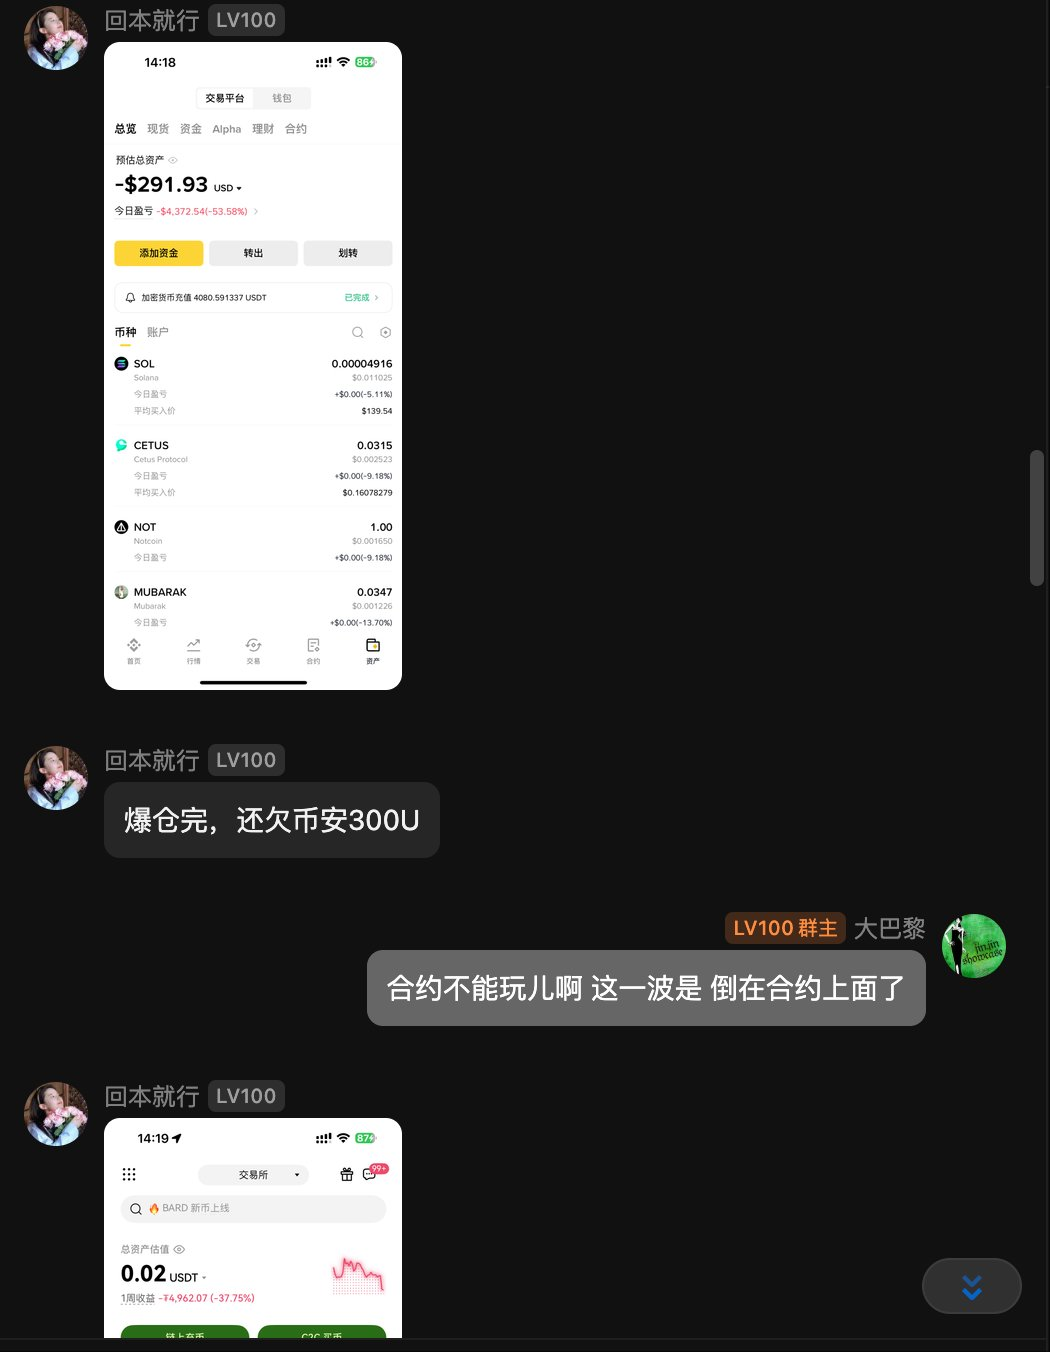 回本就行 LV100
14:18 86
交易平台 钱包
总览 现货 资金 Alpha 理财 合约
预估总资产
-$291.93 USD
今日盈亏 -$4,372.54(-53.58%)
添加资金 转出 划转
加密货币充值 4080.591337 USDT 已完成
币种 账户
SOL 0.00004916
Solana $0.011025
今日盈亏 +$0.00(-5.11%)
平均买入价 $139.54
CETUS 0.0315
Cetus Protocol $0.002523
今日盈亏 +$0.00(-9.18%)
平均买入价 $0.16078279
NOT 1.00
Notcoin $0.001650
今日盈亏 +$0.00(-9.18%)
MUBARAK 0.0347
Mubarak $0.001226
今日盈亏 +$0.00(-13.70%)
首页 行情 交易 合约 资产
回本就行 LV100
爆仓完，还欠币安300U
LV100 群主 大巴黎
jin.jin
showcase
合约不能玩儿啊 这一波是 倒在合约上面了
回本就行 LV100
14:19 87
交易所 99+
BARD 新币上线
总资产估值
0.02 USDT
1周收益 -₮4,962.07 (-37.75%)
链上充币 C2C 买币